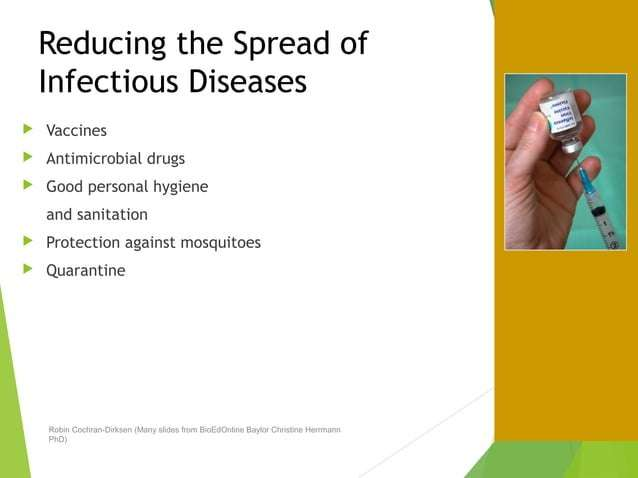 Reducing the Spread of
Infectious Diseases
Vaccines
Antimicrobial drugs
Good personal hygiene
and sanitation
Protection against mosquitoes
Quarantine
Robin Cochran-Dirksen (Many slides from BioEdOnline Baylor Christine Herrmann
PhD)